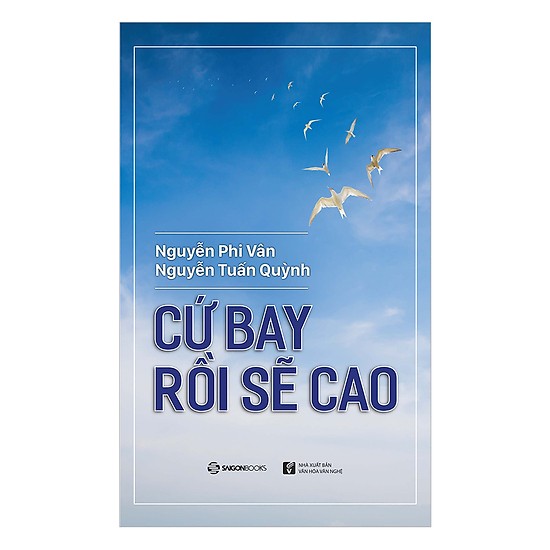 Nguyễn Phi Vân
Nguyễn Tuấn Quỳnh
CỨ BAY
RỒI SẼ CAO
SAIGONBOOKS
NHÀ XUẤT BẢN
VĂN HÓA VĂN NGHỆ